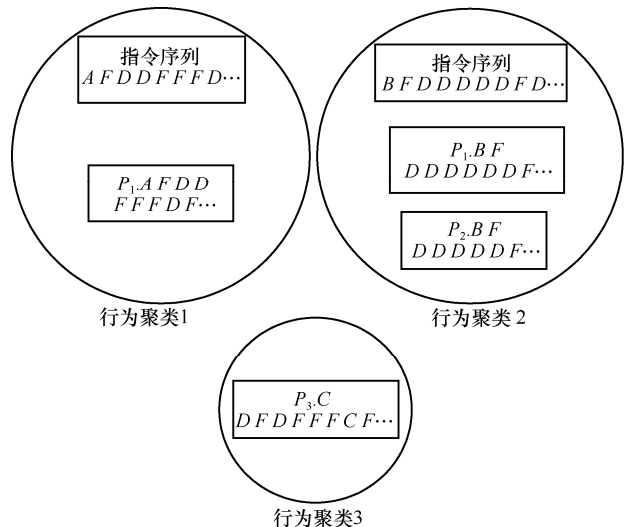 指令序列
A F D D F F F D…
P1.A F D D
F F F D F…
行为聚类1
指令序列
B F D D D D D F D…
P1.B F
D D D D D D F…
P2.B F
D D D D D F…
行为聚类 2
P3.C
D F D F F F C F…
行为聚类3